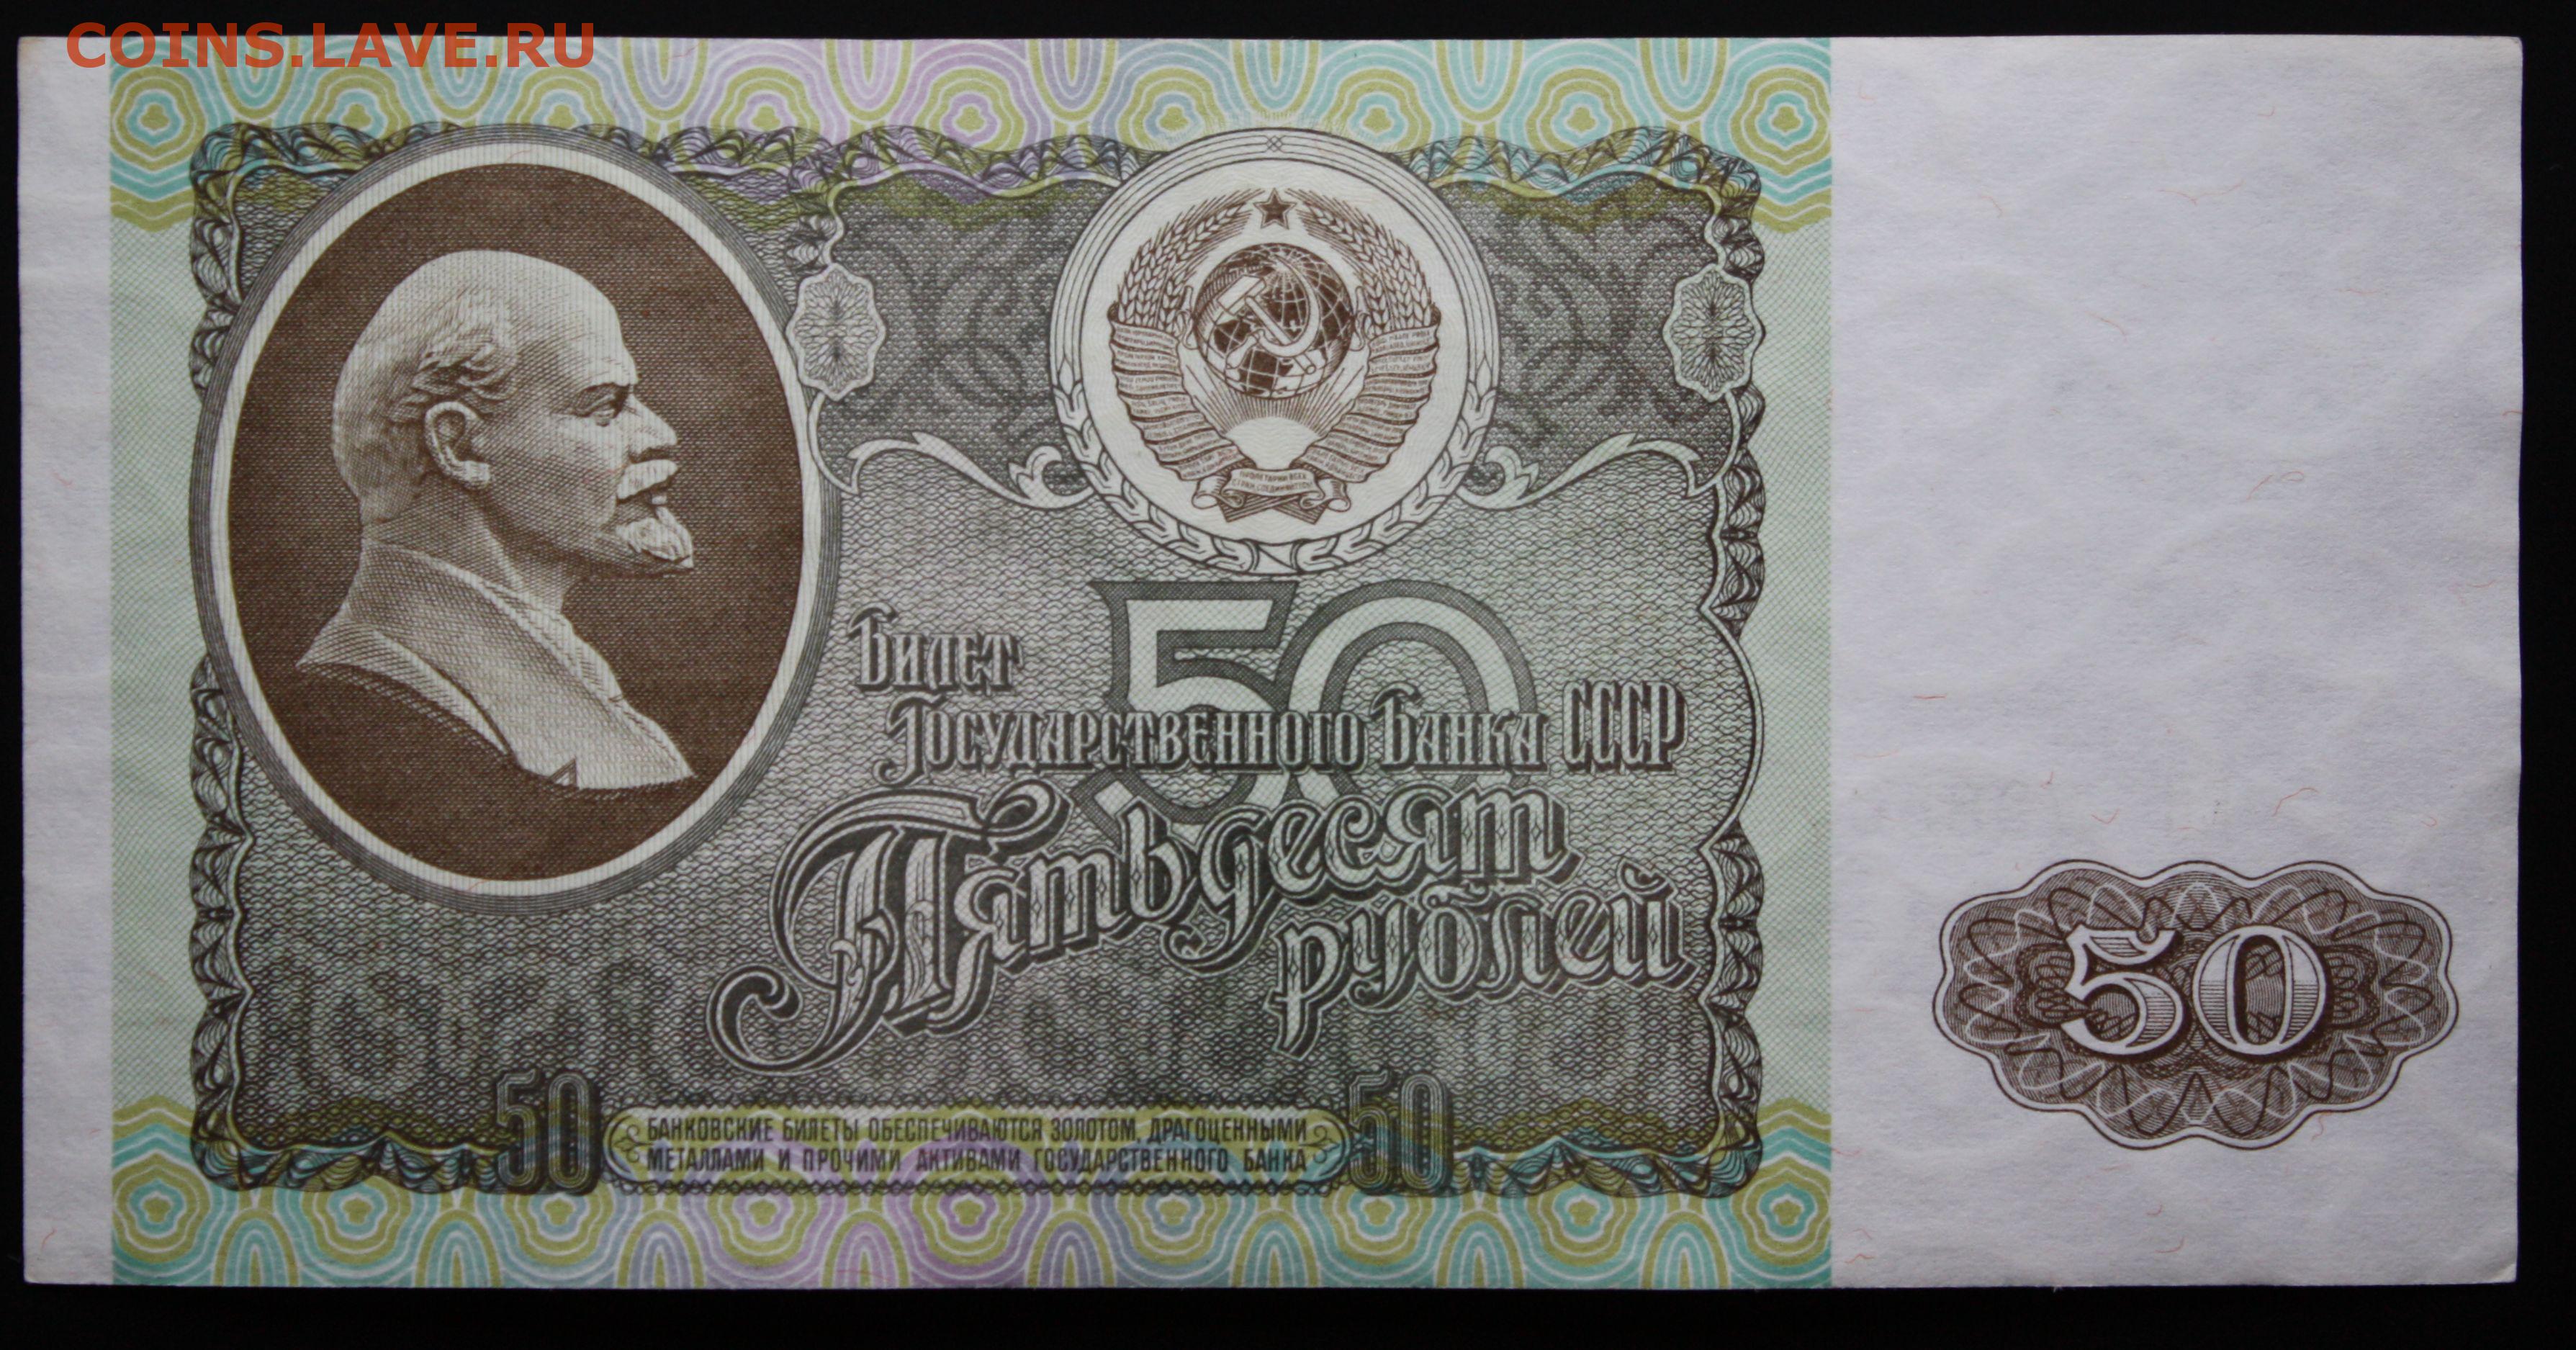 COINS.LAVE.RU
Билет
Государственного Банка СССР
50
Пятьдесят
рублей
50
50
БАНКОВСКИЕ БИЛЕТЫ ОБЕСПЕЧИВАЮТСЯ ЗОЛОТОМ, ДРАГОЦЕННЫМИ
МЕТАЛЛАМИ И ПРОЧИМИ АКТИВАМИ ГОСУДАРСТВЕННОГО БАНКА
50